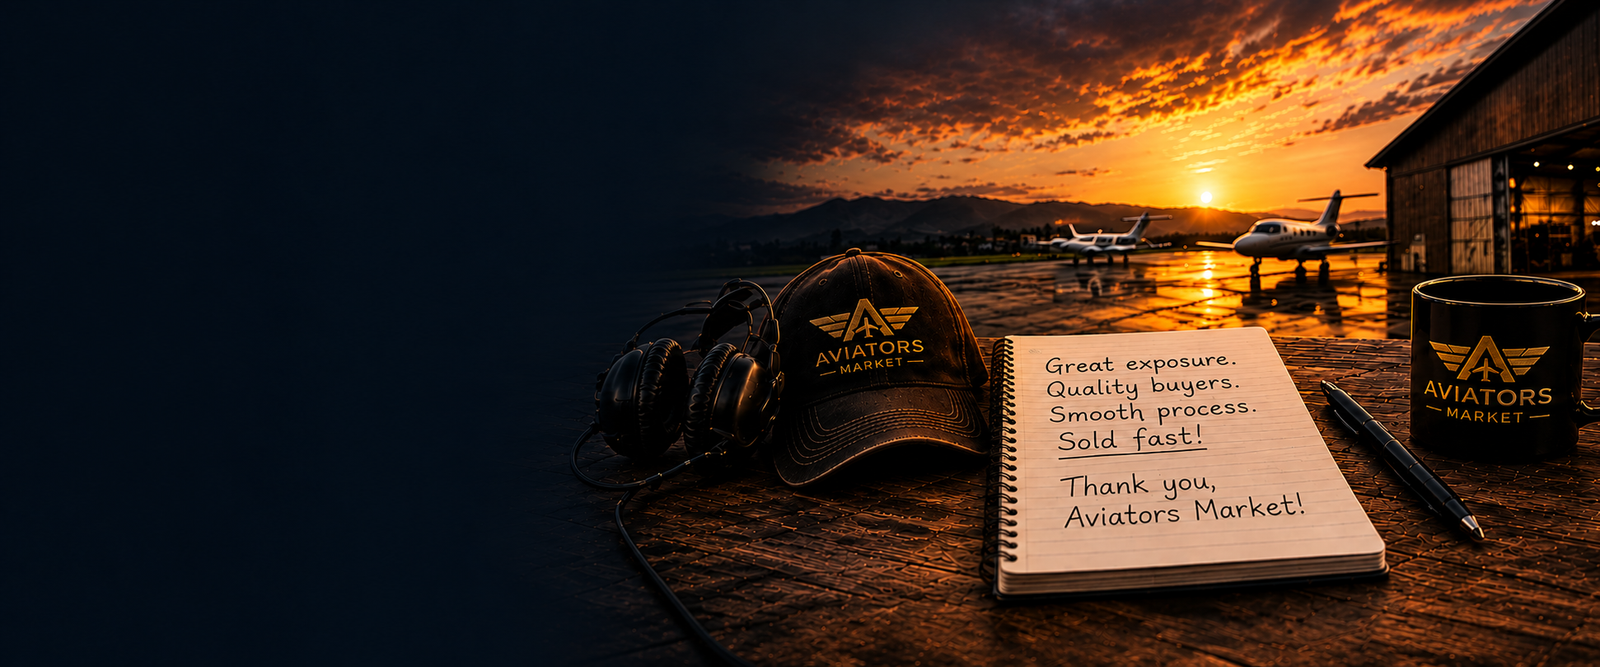 AVIATORS
MARKET
Great exposure.
Quality buyers.
Smooth process.
Sold fast!
Thank you,
Aviators Market!
AVIATORS
MARKET